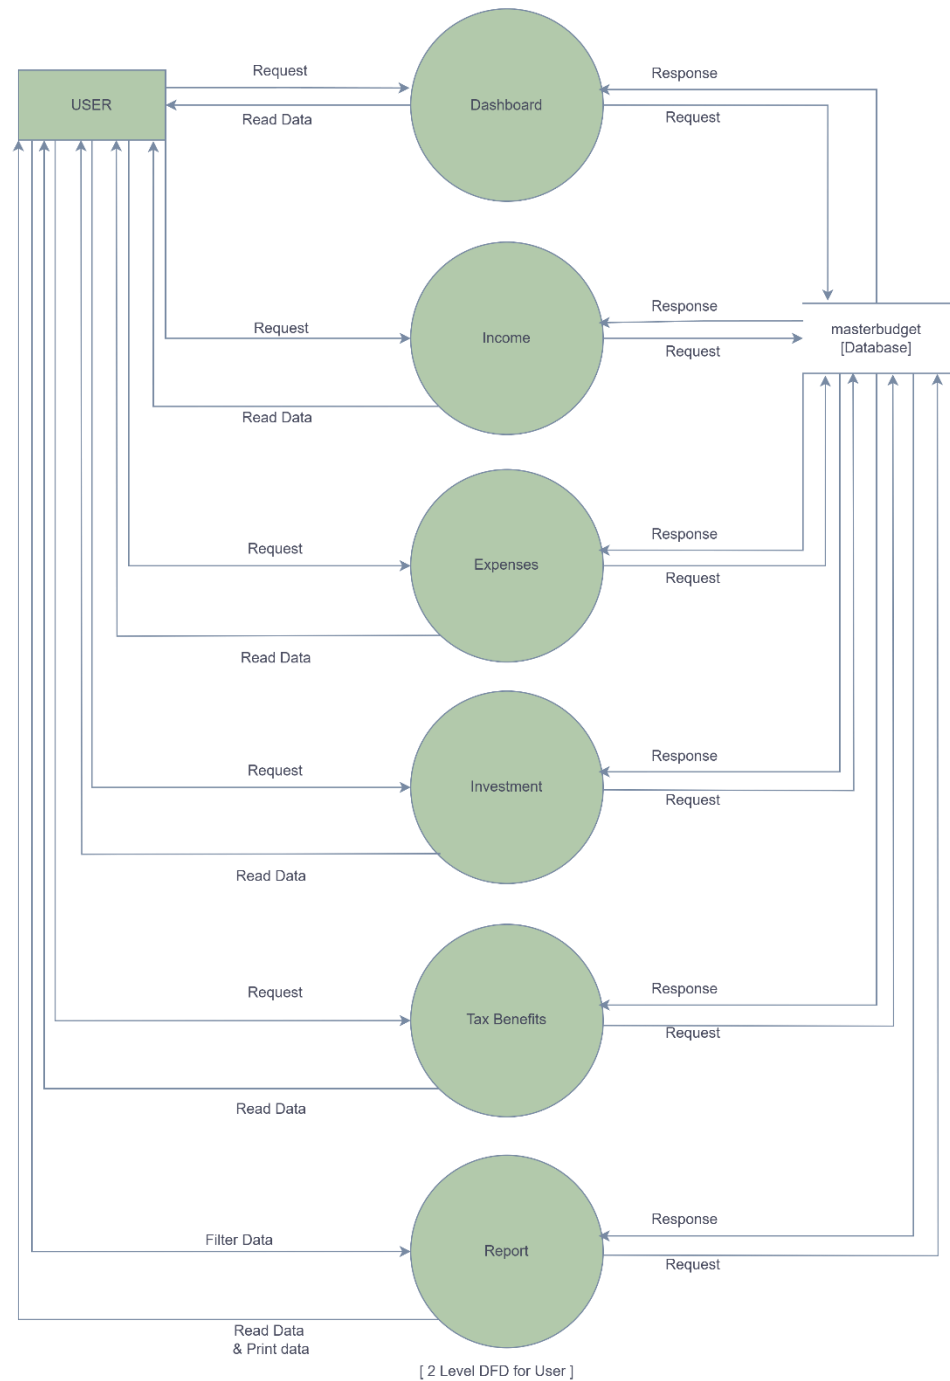 Request
Response
USER
Dashboard
Read Data
Request
Response
Request
Income
masterbudget
[Database]
Request
Read Data
Response
Request
Expenses
Request
Read Data
Response
Request
Investment
Request
Read Data
Response
Request
Tax Benefits
Request
Read Data
Response
Filter Data
Report
Request
Read Data
& Print data
[ 2 Level DFD for User ]